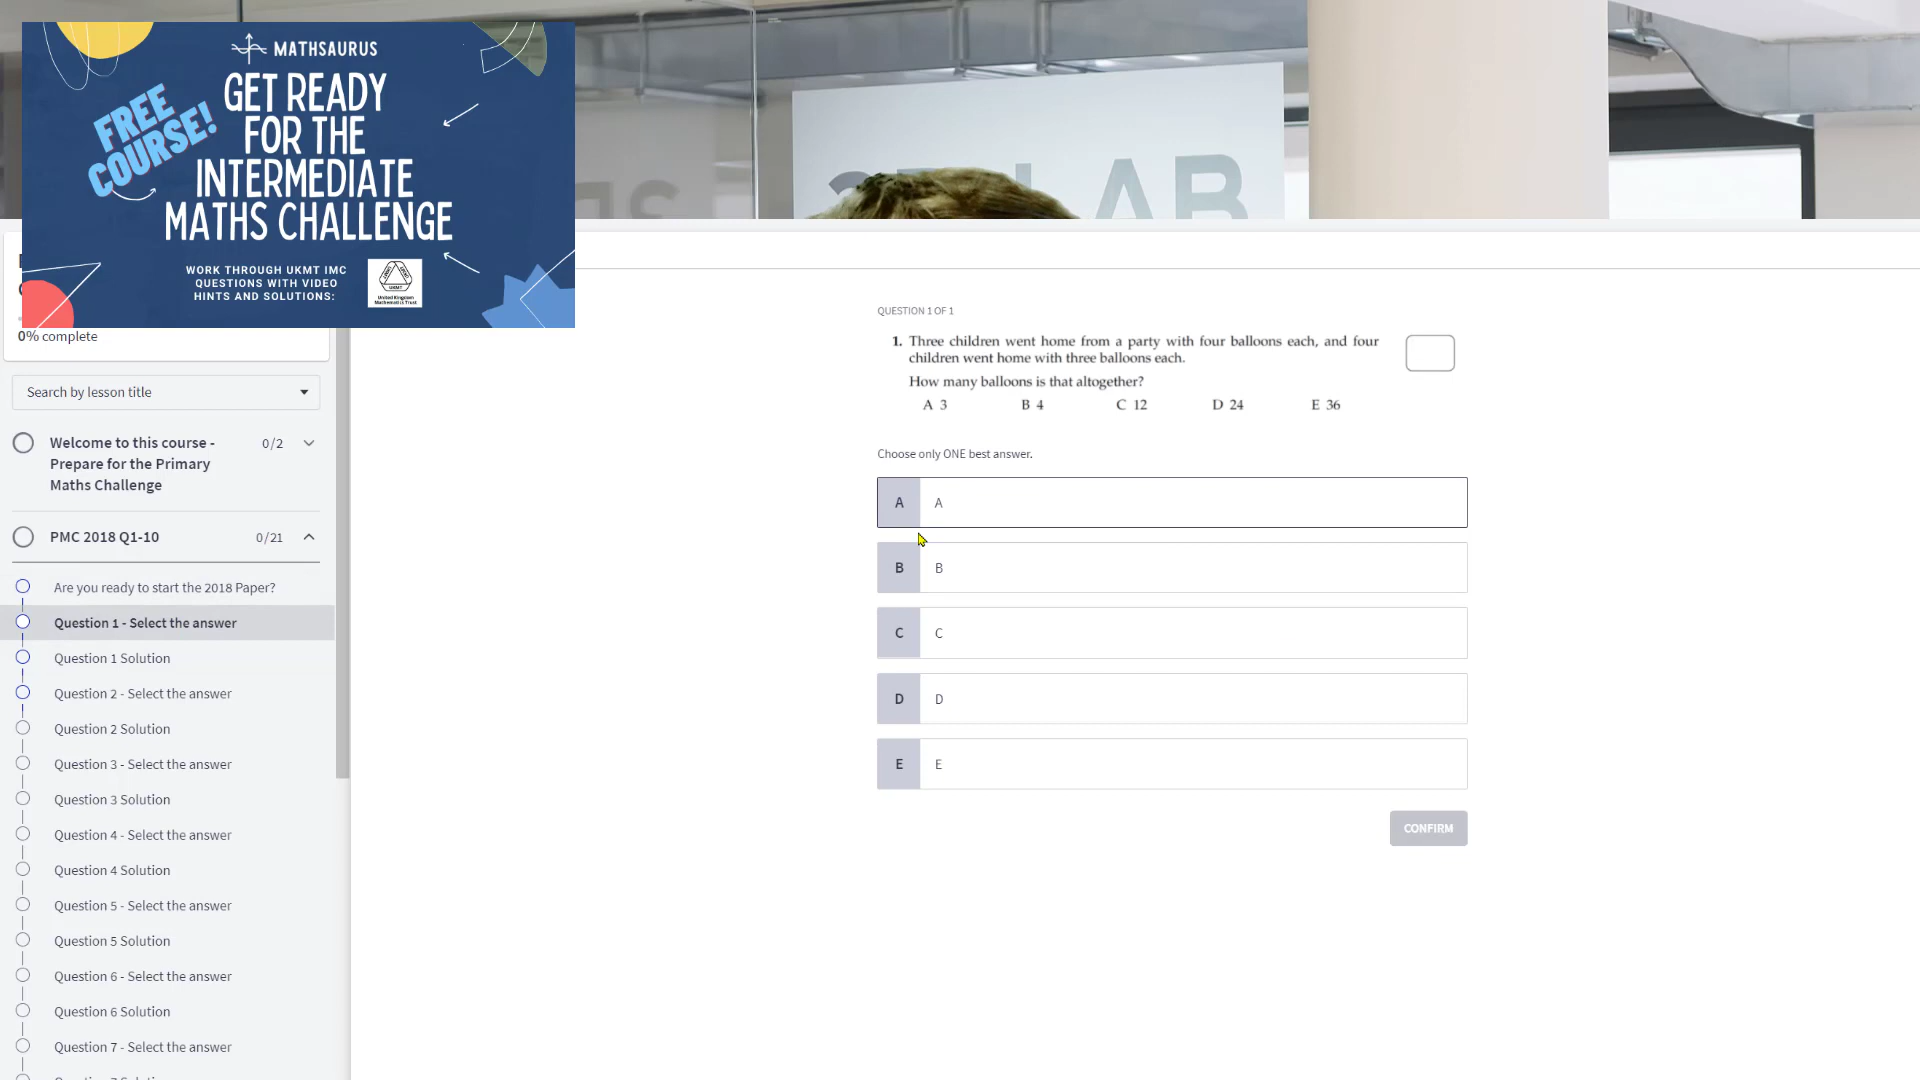 MATHSAURUS
FREE
COURSE!
GET READY
FOR THE
INTERMEDIATE
MATHS CHALLENGE
WORK THROUGH UKMT IMC
QUESTIONS WITH VIDEO
HINTS AND SOLUTIONS:
UKMT
United Kingdom
Mathematics Trust
LAB
0% complete
Search by lesson title
Welcome to this course -
Prepare for the Primary
Maths Challenge
0/2
PMC 2018 Q1-10
0/21
Are you ready to start the 2018 Paper?
Question 1 - Select the answer
Question 1 Solution
Question 2 - Select the answer
Question 2 Solution
Question 3 - Select the answer
Question 3 Solution
Question 4 - Select the answer
Question 4 Solution
Question 5 - Select the answer
Question 5 Solution
Question 6 - Select the answer
Question 6 Solution
Question 7 - Select the answer
QUESTION 1 OF 1
1. Three children went home from a party with four balloons each, and four
children went home with three balloons each.
How many balloons is that altogether?
A 3 B 4 C 12 D 24 E 36
Choose only ONE best answer.
A A
B B
C C
D D
E E
CONFIRM